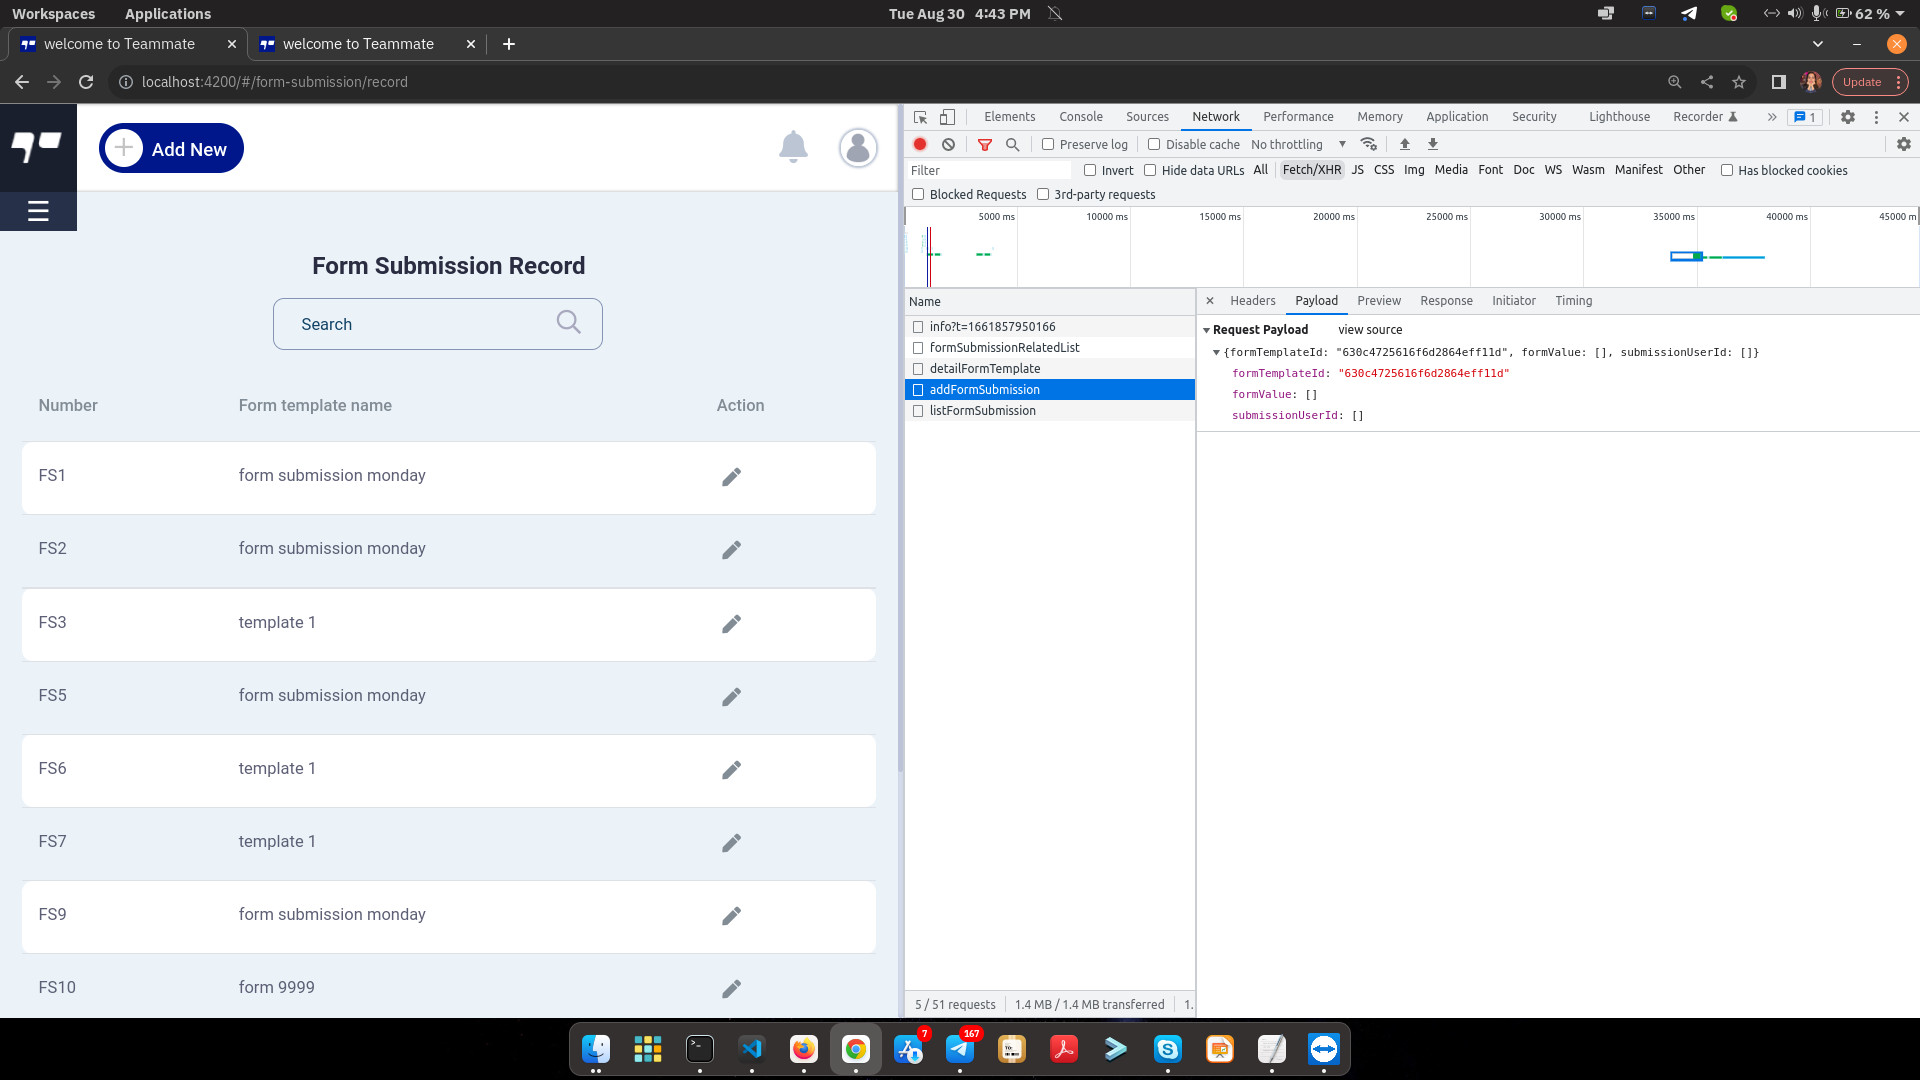 Workspaces Applications Tue Aug 30 4:43 PM 62 %
welcome to Teammate welcome to Teammate
localhost:4200/#/form-submission/record Update
Add New
Form Submission Record
Search
Number Form template name Action
FS1 form submission monday
FS2 form submission monday
FS3 template 1
FS5 form submission monday
FS6 template 1
FS7 template 1
FS9 form submission monday
FS10 form 9999
Elements Console Sources Network Performance Memory Application Security Lighthouse Recorder 1
Preserve log Disable cache No throttling
Filter Invert Hide data URLs All Fetch/XHR JS CSS Img Media Font Doc WS Wasm Manifest Other Has blocked cookies
Blocked Requests 3rd-party requests
5000 ms 10000 ms 15000 ms 20000 ms 25000 ms 30000 ms 35000 ms 40000 ms 45000 m
Name
info?t=1661857950166
formSubmissionRelatedList
detailFormTemplate
addFormSubmission
listFormSubmission
5 / 51 requests 1.4 MB / 1.4 MB transferred 1.
Headers Payload Preview Response Initiator Timing
Request Payload view source
{formTemplateId: "630c4725616f6d2864eff11d", formValue: [], submissionUserId: []}
formTemplateId: "630c4725616f6d2864eff11d"
formValue: []
submissionUserId: []
7 167